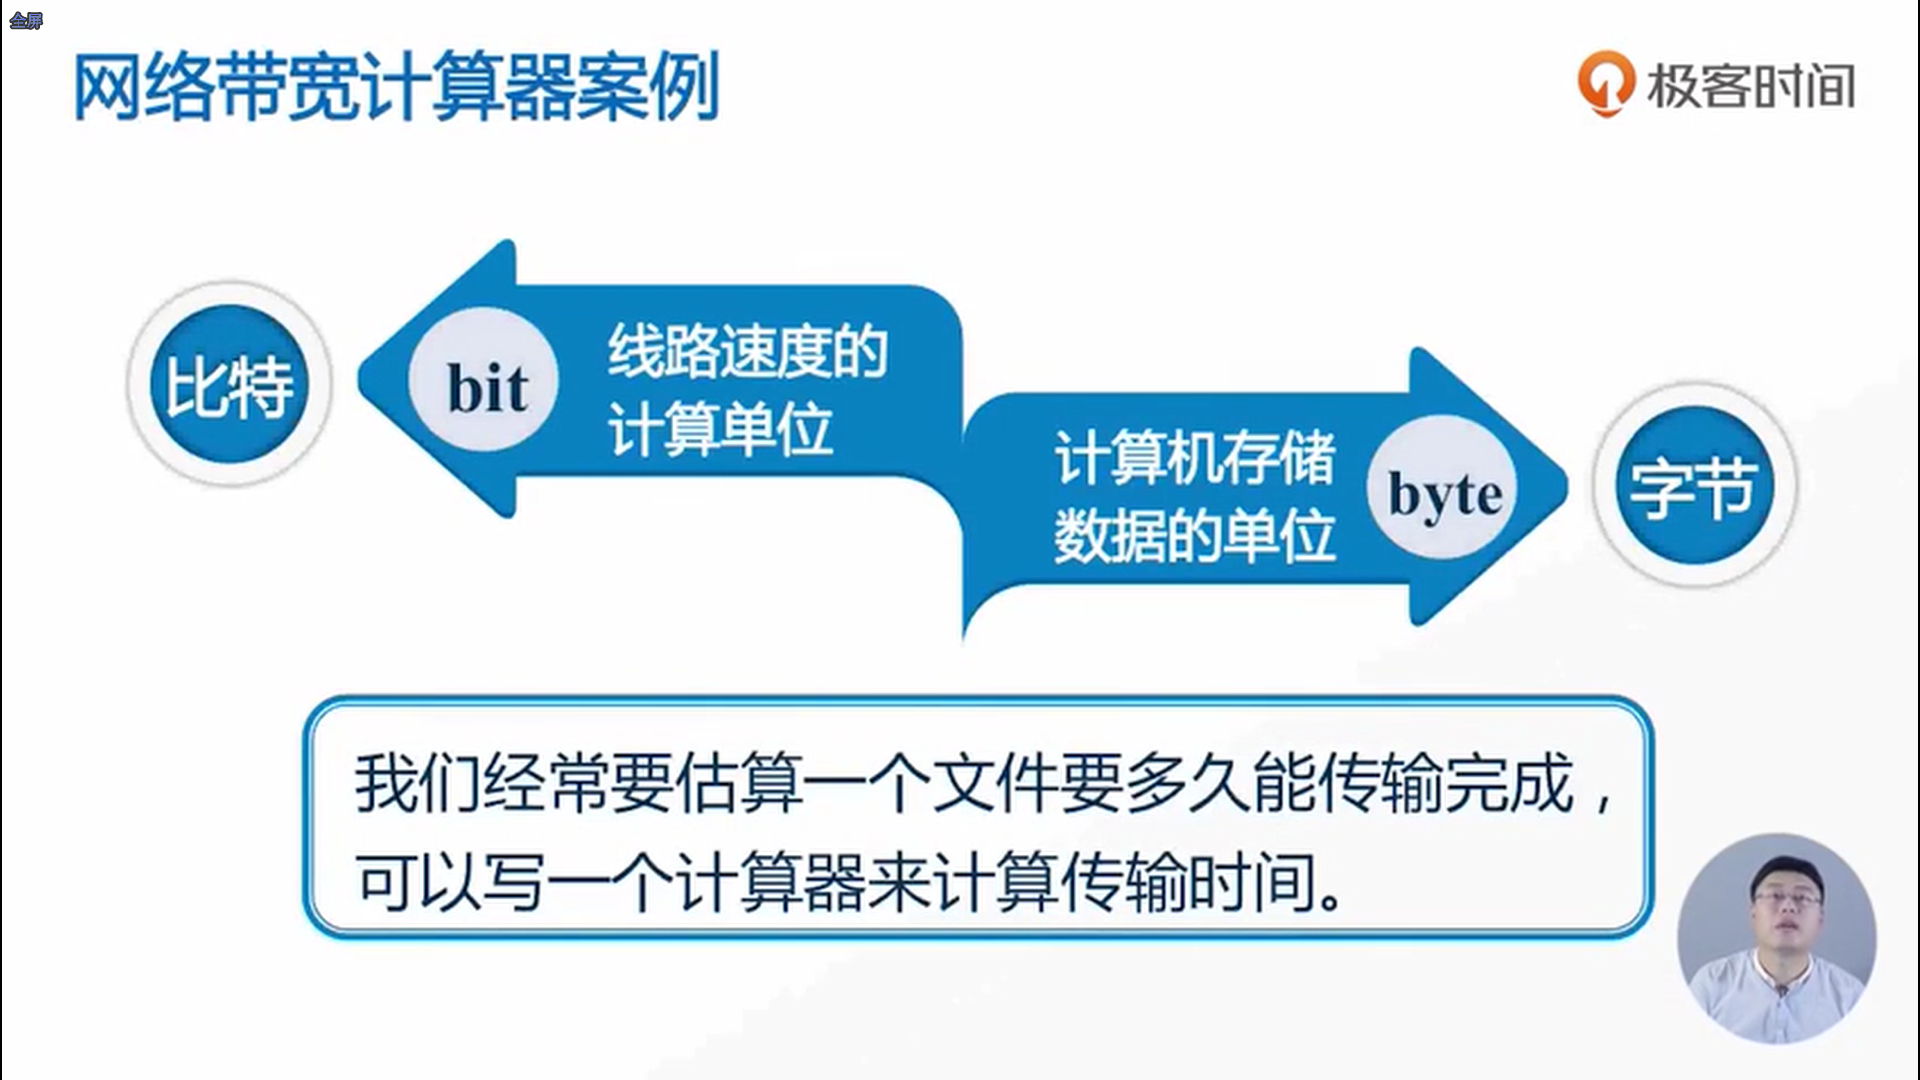 全屏
网络带宽计算器案例
极客时间
比特
bit
线路速度的
计算单位
计算机存储
数据的单位
byte
字节
我们经常要估算一个文件要多久能传输完成，
可以写一个计算器来计算传输时间。